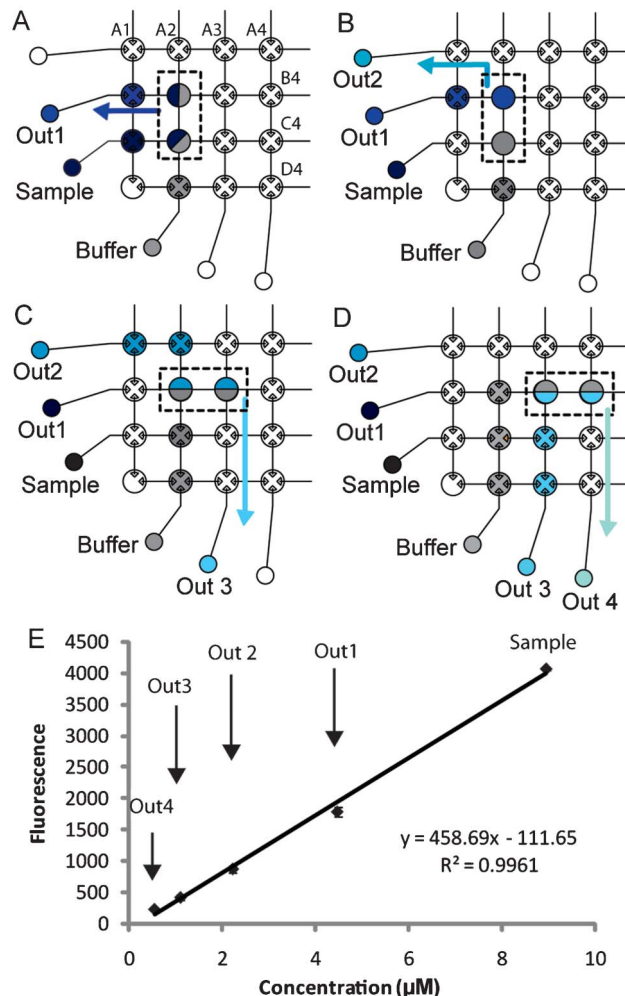 A
A1 A2 A3 A4
B4
C4
D4
Out1
Sample
Buffer
B
Out2
Out1
Sample
Buffer
C
Out2
Out1
Sample
Buffer
Out 3
D
Out2
Out1
Sample
Buffer
Out 3
Out 4
E
Fluorescence
4500
4000
3500
3000
2500
2000
1500
1000
500
0
Out4
Out3
Out 2
Out1
Sample
y = 458.69x - 111.65
R² = 0.9961
0 2 4 6 8 10
Concentration (µM)